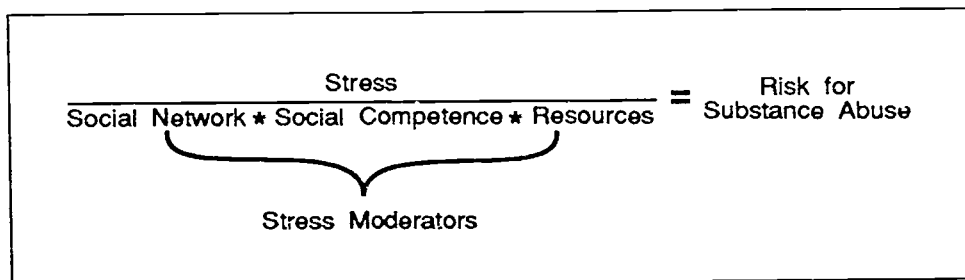 Stress
Social Network * Social Competence * Resources
=
Risk for
Substance Abuse
Stress Moderators